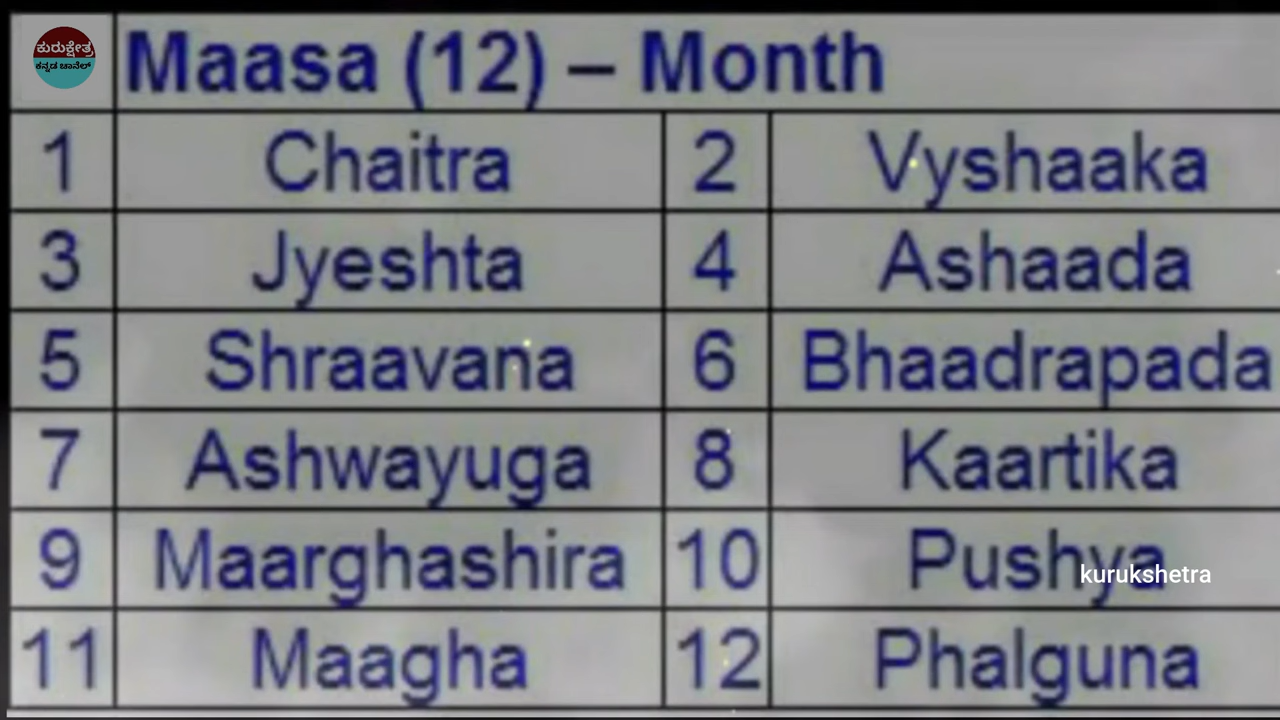 ಕುರುಕ್ಷೇತ್ರ
ಕನ್ನಡ ಚಾನೆಲ್
Maasa (12) – Month
1 Chaitra 2 Vyshaaka
3 Jyeshta 4 Ashaada
5 Shraavana 6 Bhaadrapada
7 Ashwayuga 8 Kaartika
9 Maarghashira 10 Pushya
kurukshetra
11 Maagha 12 Phalguna